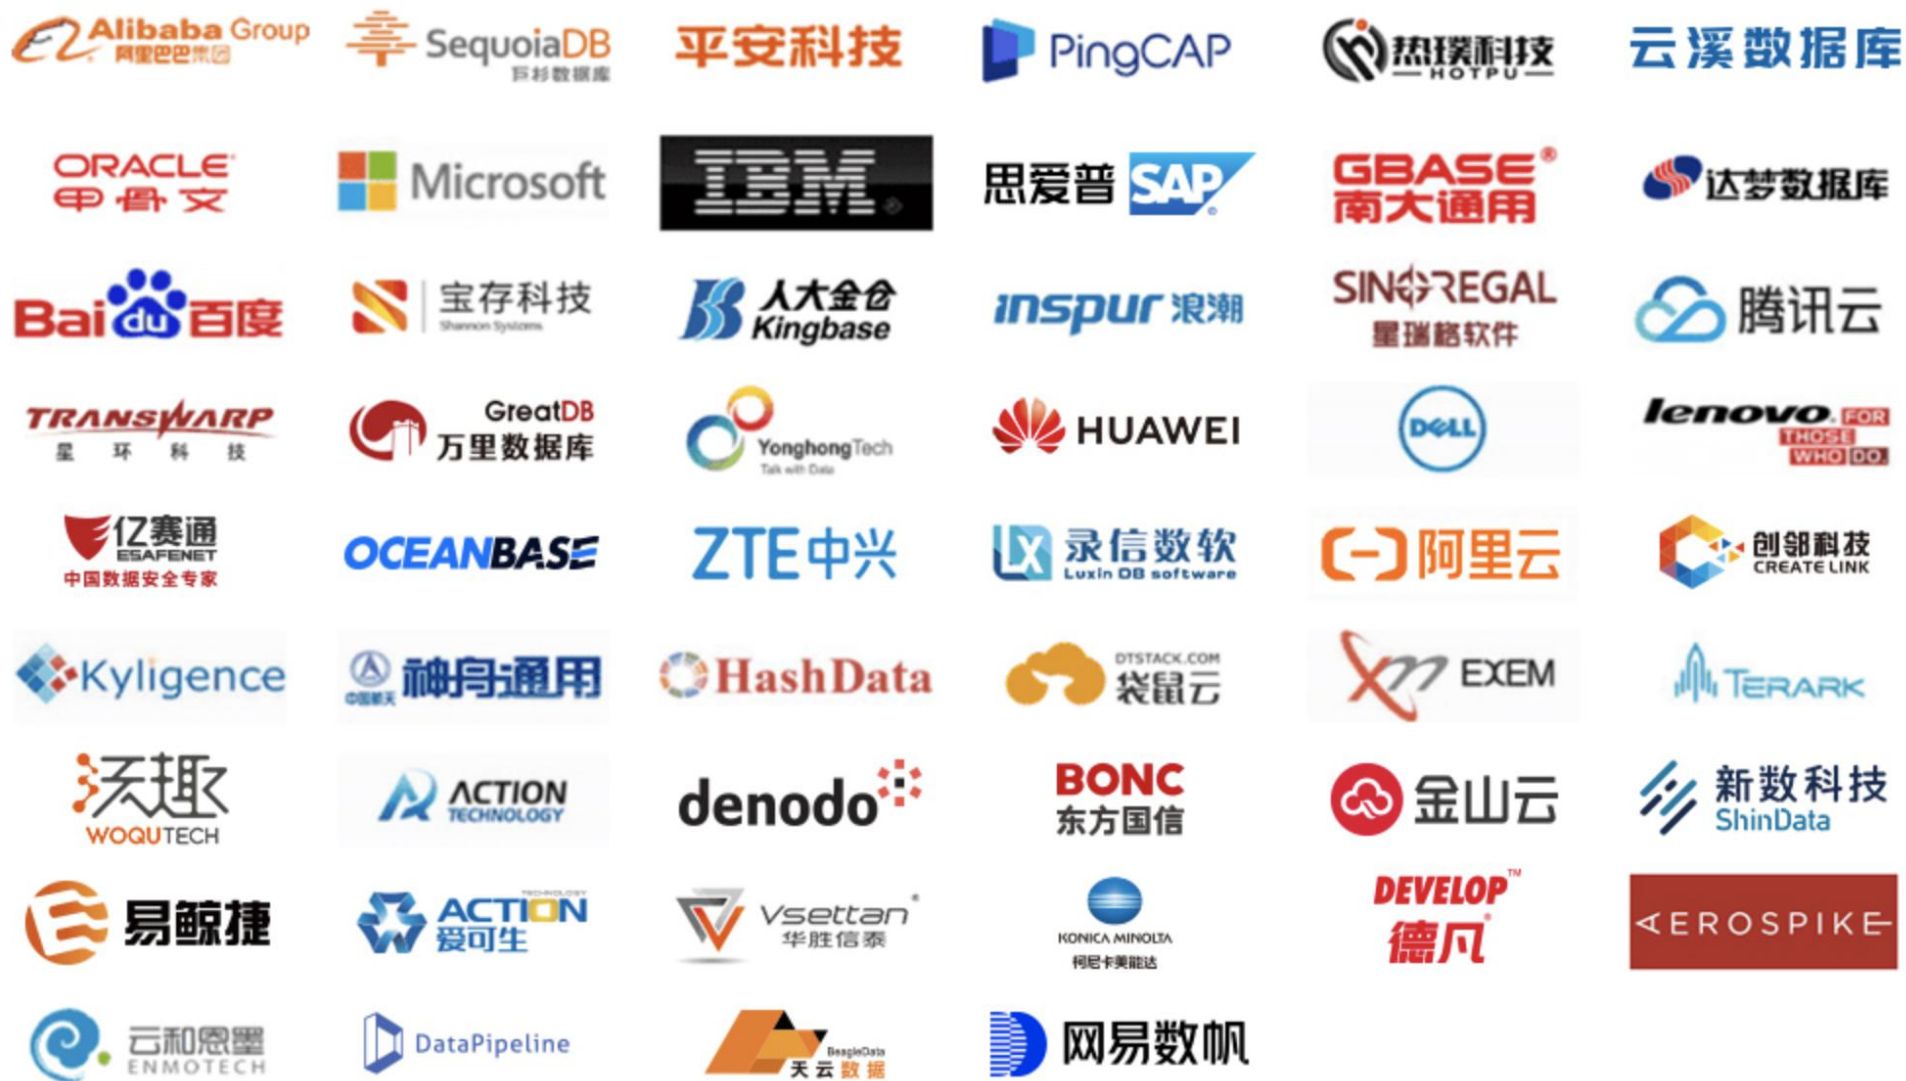 Alibaba Group
阿里巴巴集团
SequoiaDB
巨杉数据库
平安科技
PingCAP
热璞科技
HOTPU
云溪数据库
ORACLE
甲骨文
Microsoft
IBM
思爱普 SAP
GBASE
南大通用
达梦数据库
Bai du 百度
宝存科技
Shannon Systems
人大金仓
Kingbase
inspur 浪潮
SINOREGAL
星瑞格软件
腾讯云
TRANSWARP
星环科技
GreatDB
万里数据库
YonghongTech
Talk with Data
HUAWEI
DELL
lenovo. FOR
THOSE
WHO DO.
亿赛通
ESAFENET
中国数据安全专家
OCEANBASE
ZTE中兴
LX 录信数软
Luxin DB software
阿里云
创邻科技
CREATE LINK
Kyligence
中国航天
神舟通用
HashData
DTSTACK.COM
袋鼠云
EXEM
TERARK
沃趣
WOQUTECH
ACTION
TECHNOLOGY
denodo
BONC
东方国信
金山云
新数科技
ShinData
易鲸捷
TECHNOLOGY
ACTION
爱可生
Vsettan
华胜信泰
KONICA MINOLTA
柯尼卡美能达
DEVELOP™
德凡
AEROSPIKE
云和恩墨
ENMOTECH
DataPipeline
BeagleData
天云数据
网易数帆